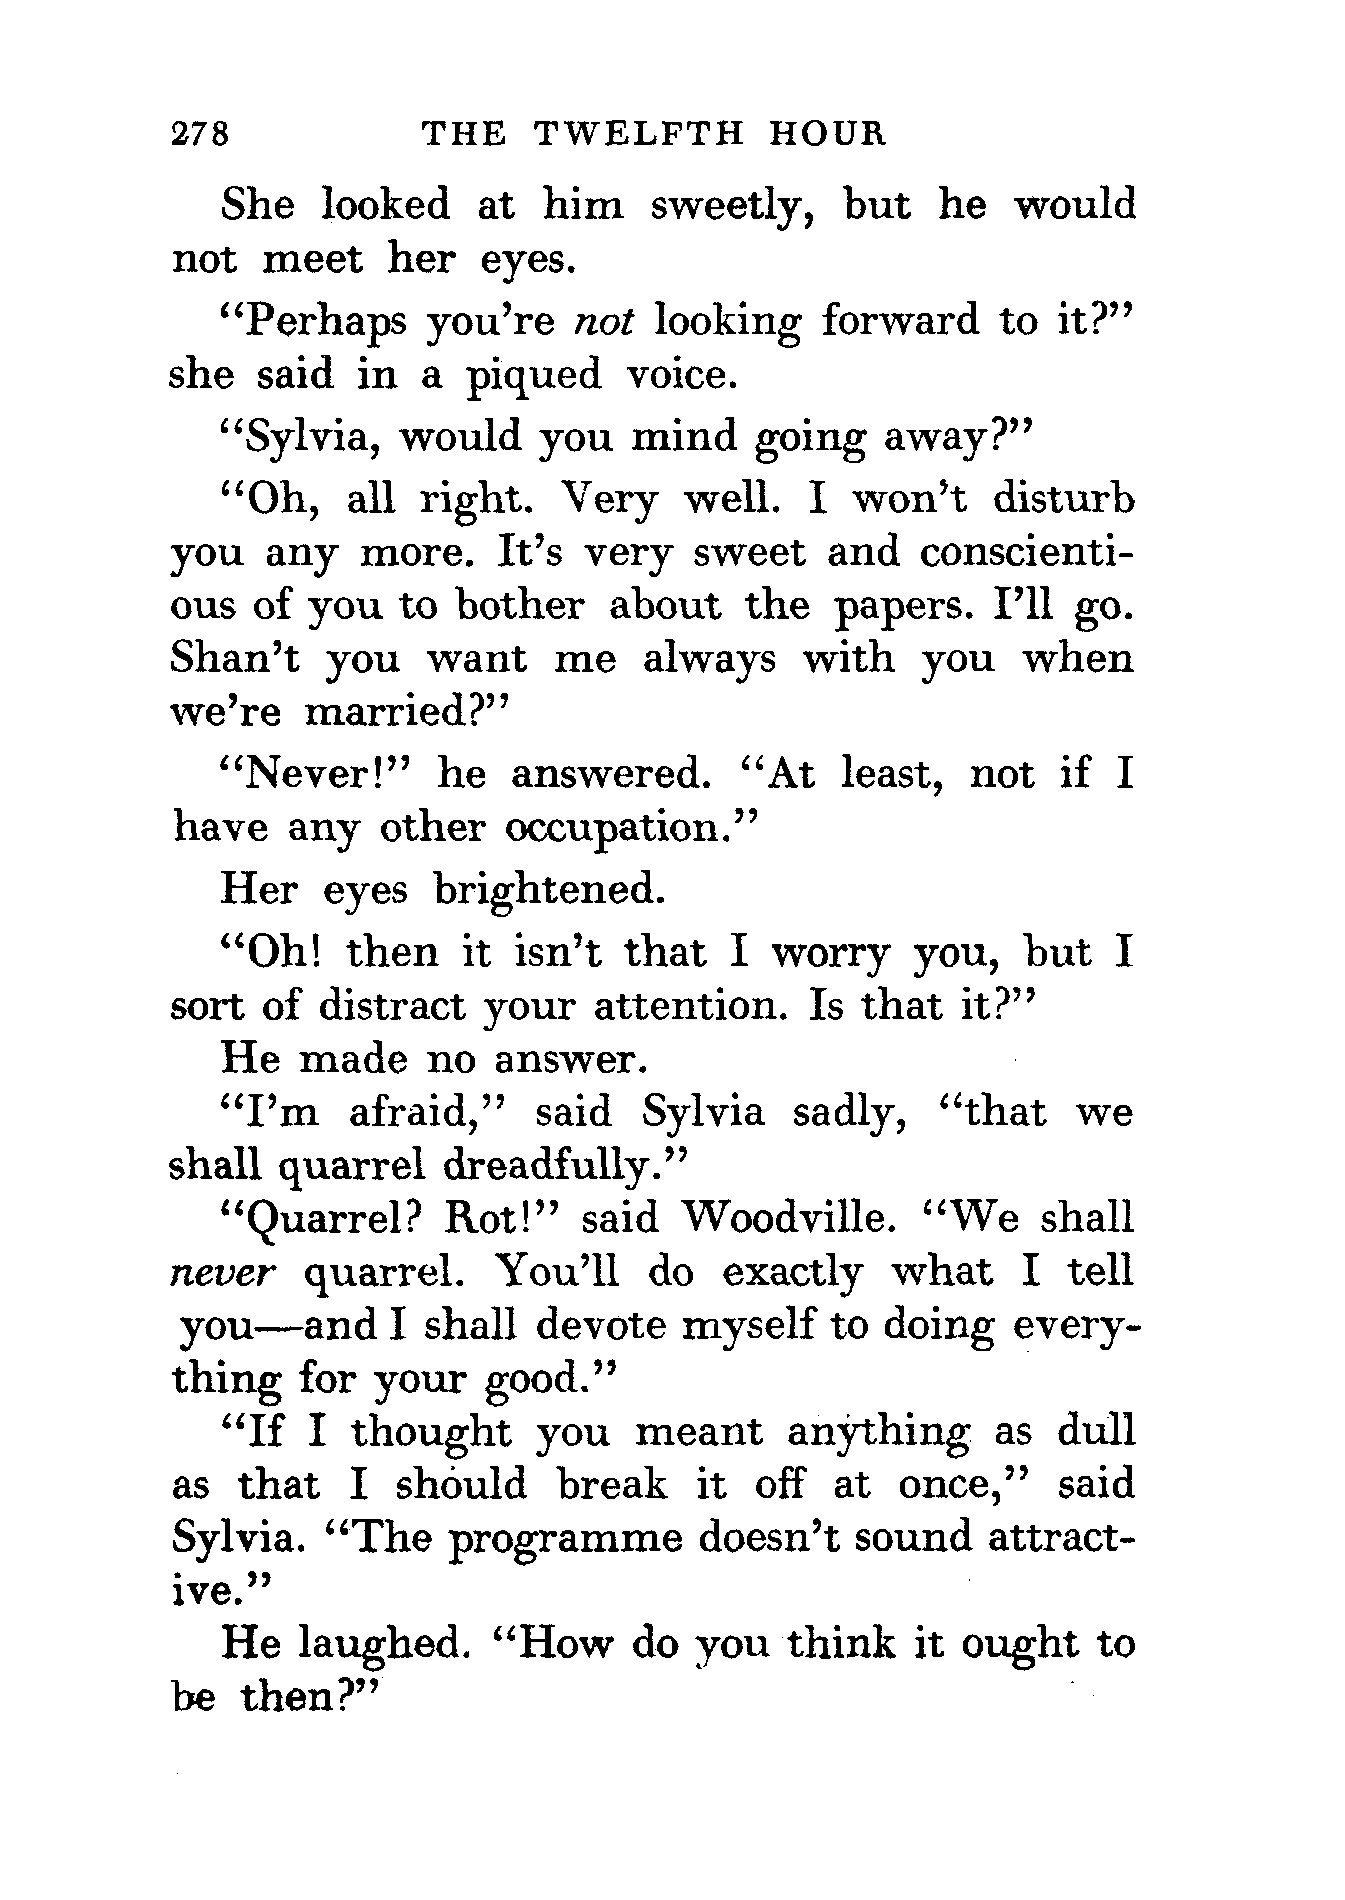 278 THE TWELFTH HOUR
She looked at him sweetly, but he would
not meet her eyes.
“Perhaps you’re not looking forward to it?”
she said in a piqued voice.
“Sylvia, would you mind going away?”
“Oh, all right. Very well. I won’t disturb
you any more. It’s very sweet and conscienti-
ous of you to bother about the papers. I’ll go.
Shan’t you want me always with you when
we’re married?”
“Never!” he answered. “At least, not if I
have any other occupation.”
Her eyes brightened.
“Oh! then it isn’t that I worry you, but I
sort of distract your attention. Is that it?”
He made no answer.
“I’m afraid,” said Sylvia sadly, “that we
shall quarrel dreadfully.”
“Quarrel? Rot!” said Woodville. “We shall
never quarrel. You’ll do exactly what I tell
you—and I shall devote myself to doing every-
thing for your good.”
“If I thought you meant anything as dull
as that I should break it off at once,” said
Sylvia. “The programme doesn’t sound attract-
ive.”
He laughed. “How do you think it ought to
be then?”